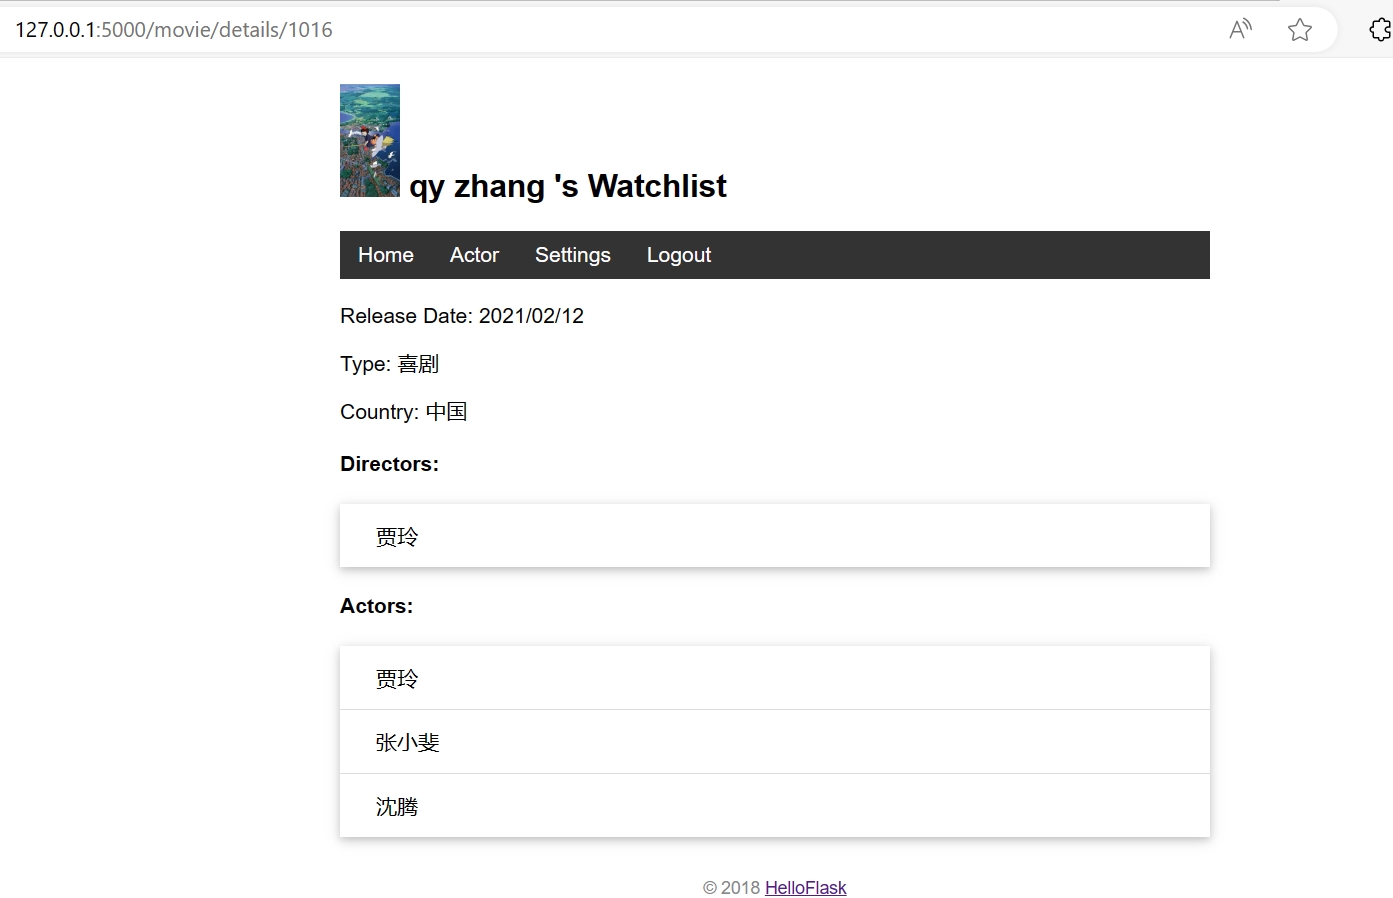 127.0.0.1:5000/movie/details/1016
qy zhang 's Watchlist
Home Actor Settings Logout
Release Date: 2021/02/12
Type: 喜剧
Country: 中国
Directors:
贾玲
Actors:
贾玲
张小斐
沈腾
© 2018 HelloFlask